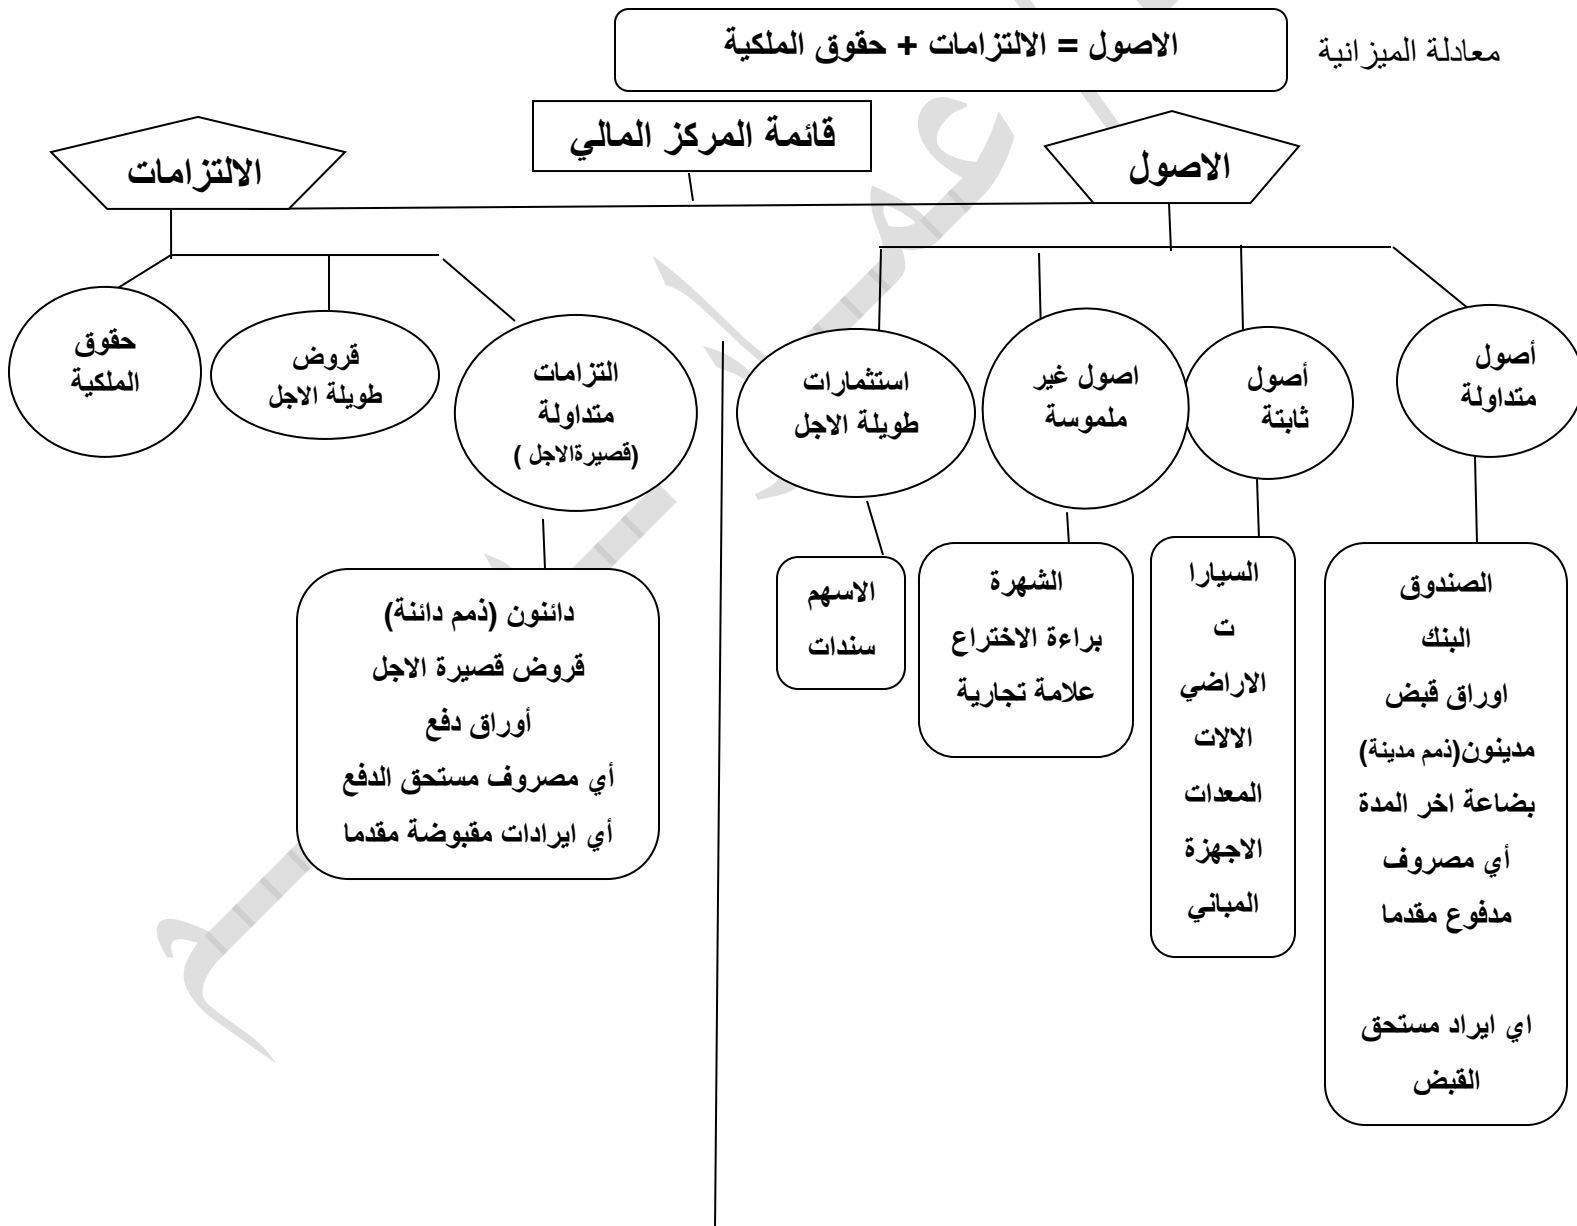 معادلة الميزانية
الاصول = الالتزامات + حقوق الملكية
قائمة المركز المالي
الاصول
الالتزامات
أصول
متداولة
أصول
ثابتة
اصول غير
ملموسة
استثمارات
طويلة الاجل
التزامات
متداولة
(قصيرةالاجل )
قروض
طويلة الاجل
حقوق
الملكية
الصندوق
البنك
اوراق قبض
مدينون(ذمم مدينة)
بضاعة اخر المدة
أي مصروف
مدفوع مقدما
اي ايراد مستحق
القبض
السيارا
ت
الاراضي
الالات
المعدات
الاجهزة
المباني
الشهرة
براءة الاختراع
علامة تجارية
الاسهم
سندات
دائنون (ذمم دائنة)
قروض قصيرة الاجل
أوراق دفع
أي مصروف مستحق الدفع
أي ايرادات مقبوضة مقدما